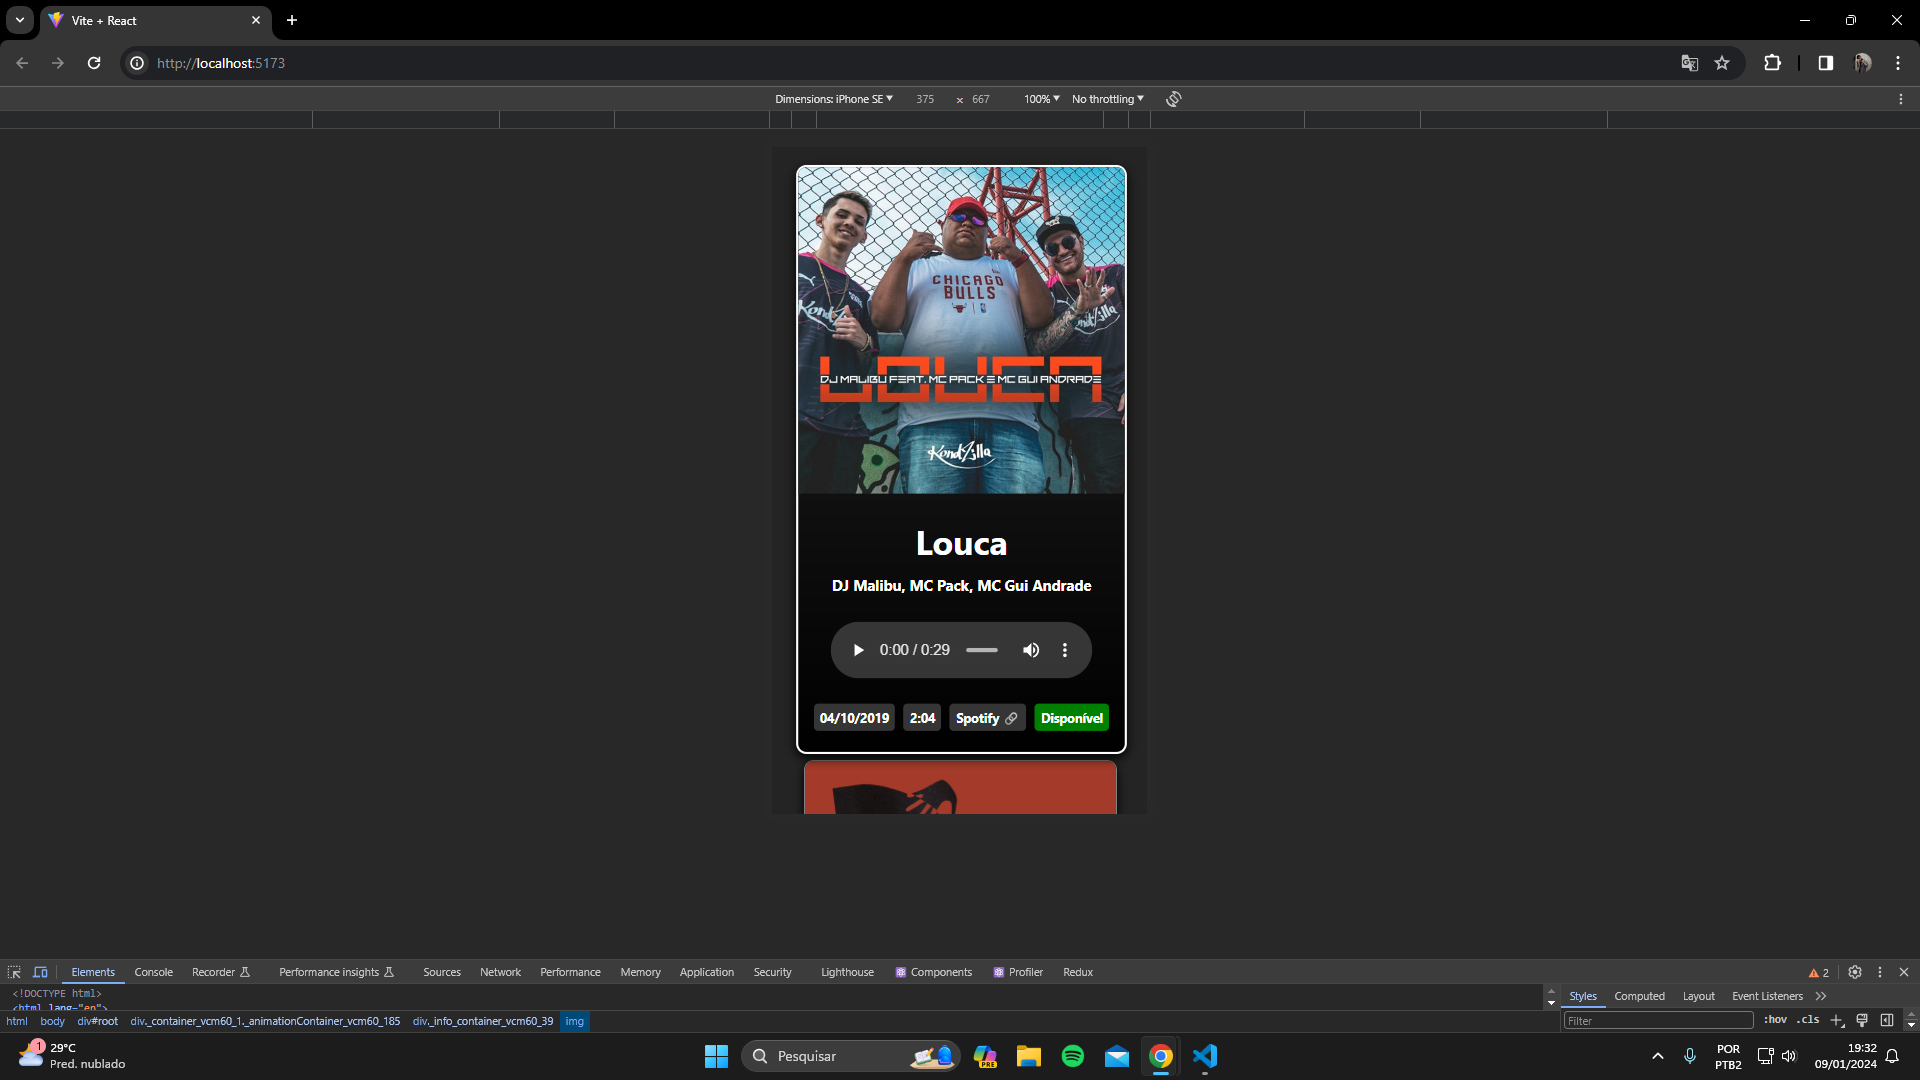 Vite + React
http://localhost:5173
Dimensions: iPhone SE 375 × 667 100% No throttling
CHICAGO
BULLS
LOUCA
DJ MALIBU FEAT. MC PACK E MC GUI ANDRADE
KondZilla
Louca
DJ Malibu, MC Pack, MC Gui Andrade
0:00 / 0:29
04/10/2019 2:04 Spotify Disponível
Elements Console Recorder Performance insights Sources Network Performance Memory Application Security Lighthouse Components Profiler Redux 2
<!DOCTYPE html>
<html lang="en">
Styles Computed Layout Event Listeners
html body div#root div._container_vcm60_1._animationContainer_vcm60_185 div._info_container_vcm60_39 img
Filter :hov .cls
1
29°C
Pred. nublado
Pesquisar
PRE
POR
PTB2
19:32
09/01/2024